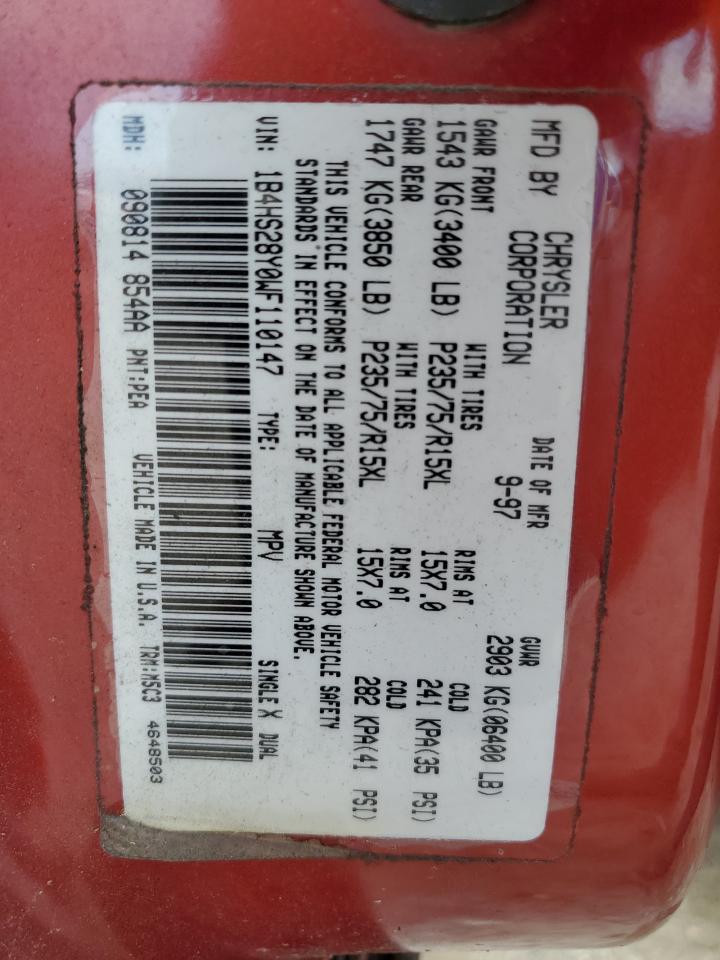 MFD BY CHRYSLER CORPORATION DATE OF MFR 9-97 GVWR 2903 KG(06400 LB)
GAWR FRONT WITH TIRES RIMS AT COLD
1543 KG(3400 LB) P235/75/R15XL 15X7.0 241 KPA(35 PSI)
GAWR REAR WITH TIRES RIMS AT COLD
1747 KG(3850 LB) P235/75/R15XL 15X7.0 282 KPA(41 PSI)
THIS VEHICLE CONFORMS TO ALL APPLICABLE FEDERAL MOTOR VEHICLE SAFETY
STANDARDS IN EFFECT ON THE DATE OF MANUFACTURE SHOWN ABOVE.
VIN: 1B4HS28Y0WF110147 TYPE: MPV SINGLE X DUAL
MDH: 090814 854AA PNT:PEA VEHICLE MADE IN U.S.A. TRM:M5C3 4648503